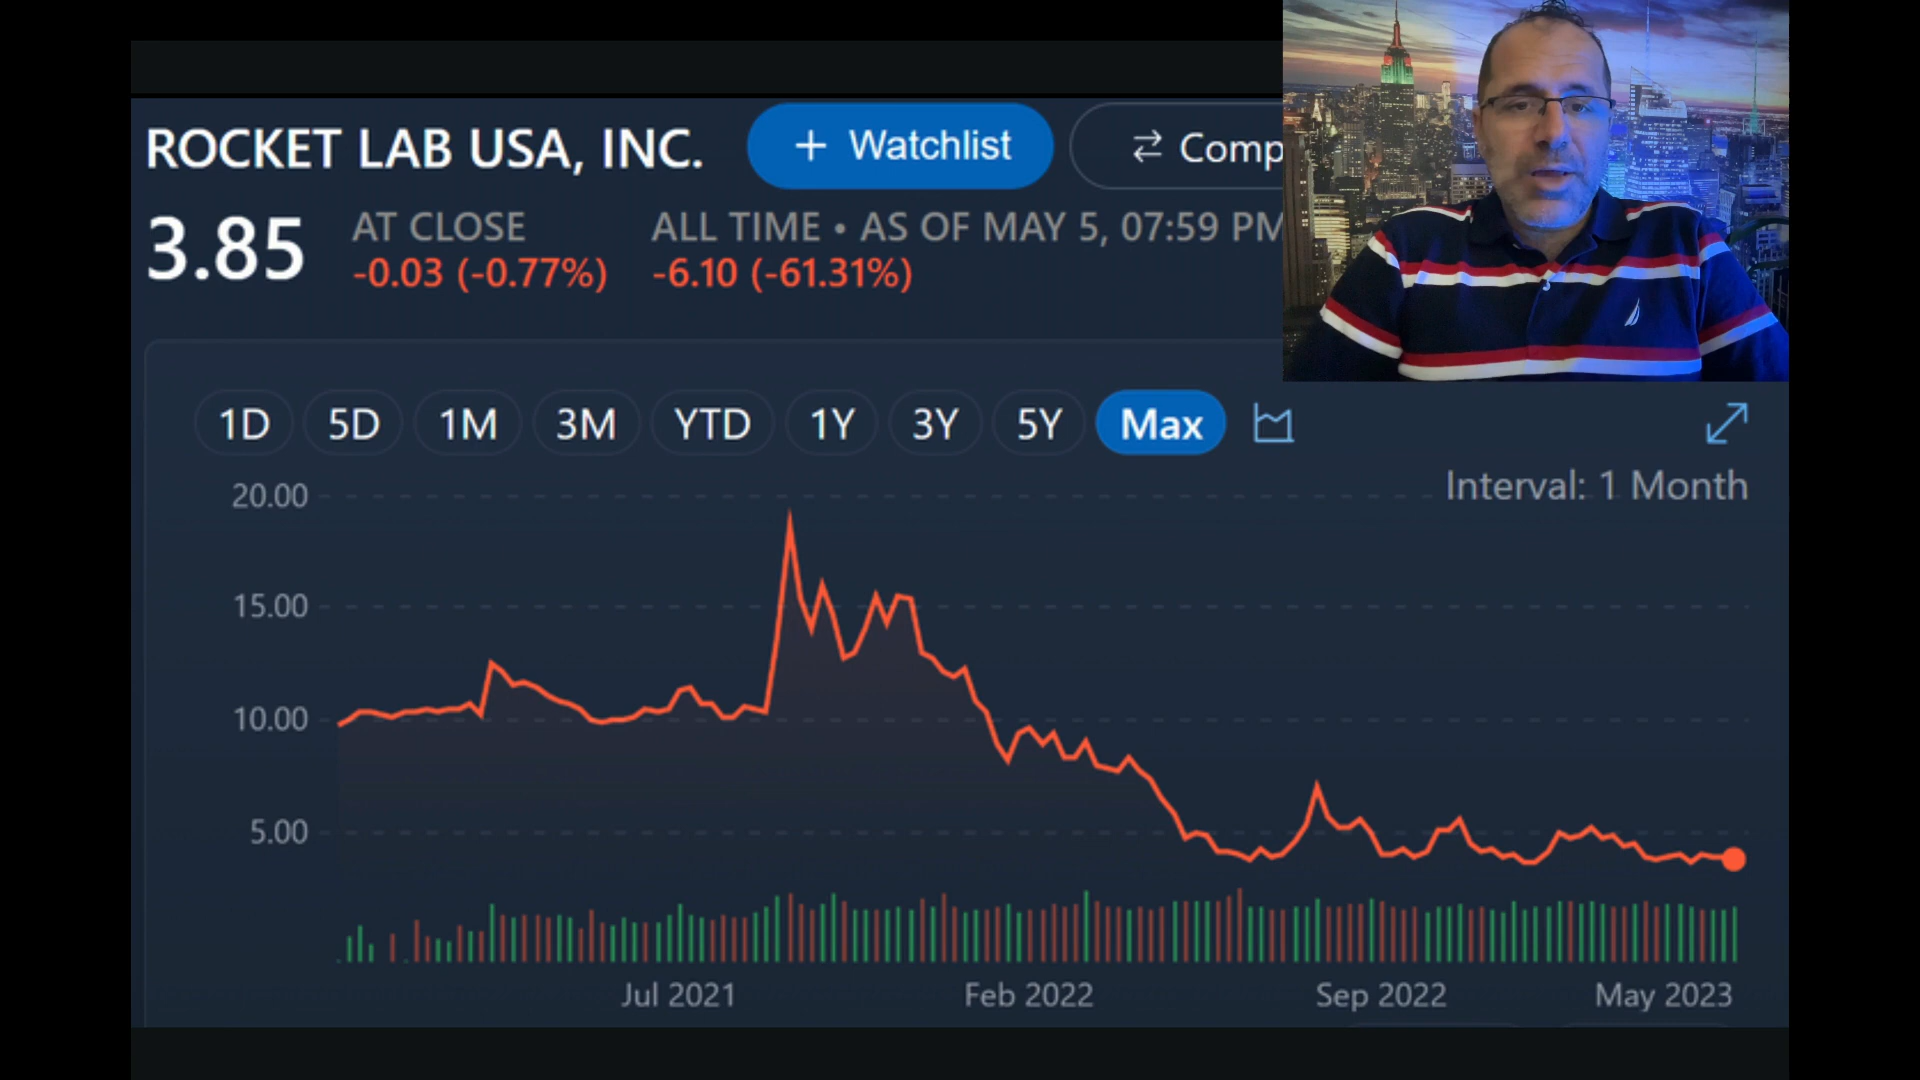 ROCKET LAB USA, INC.
+ Watchlist
Comp
3.85
AT CLOSE
-0.03 (-0.77%)
ALL TIME • AS OF MAY 5, 07:59 PM
-6.10 (-61.31%)
1D 5D 1M 3M YTD 1Y 3Y 5Y Max
Interval: 1 Month
20.00
15.00
10.00
5.00
Jul 2021 Feb 2022 Sep 2022 May 2023